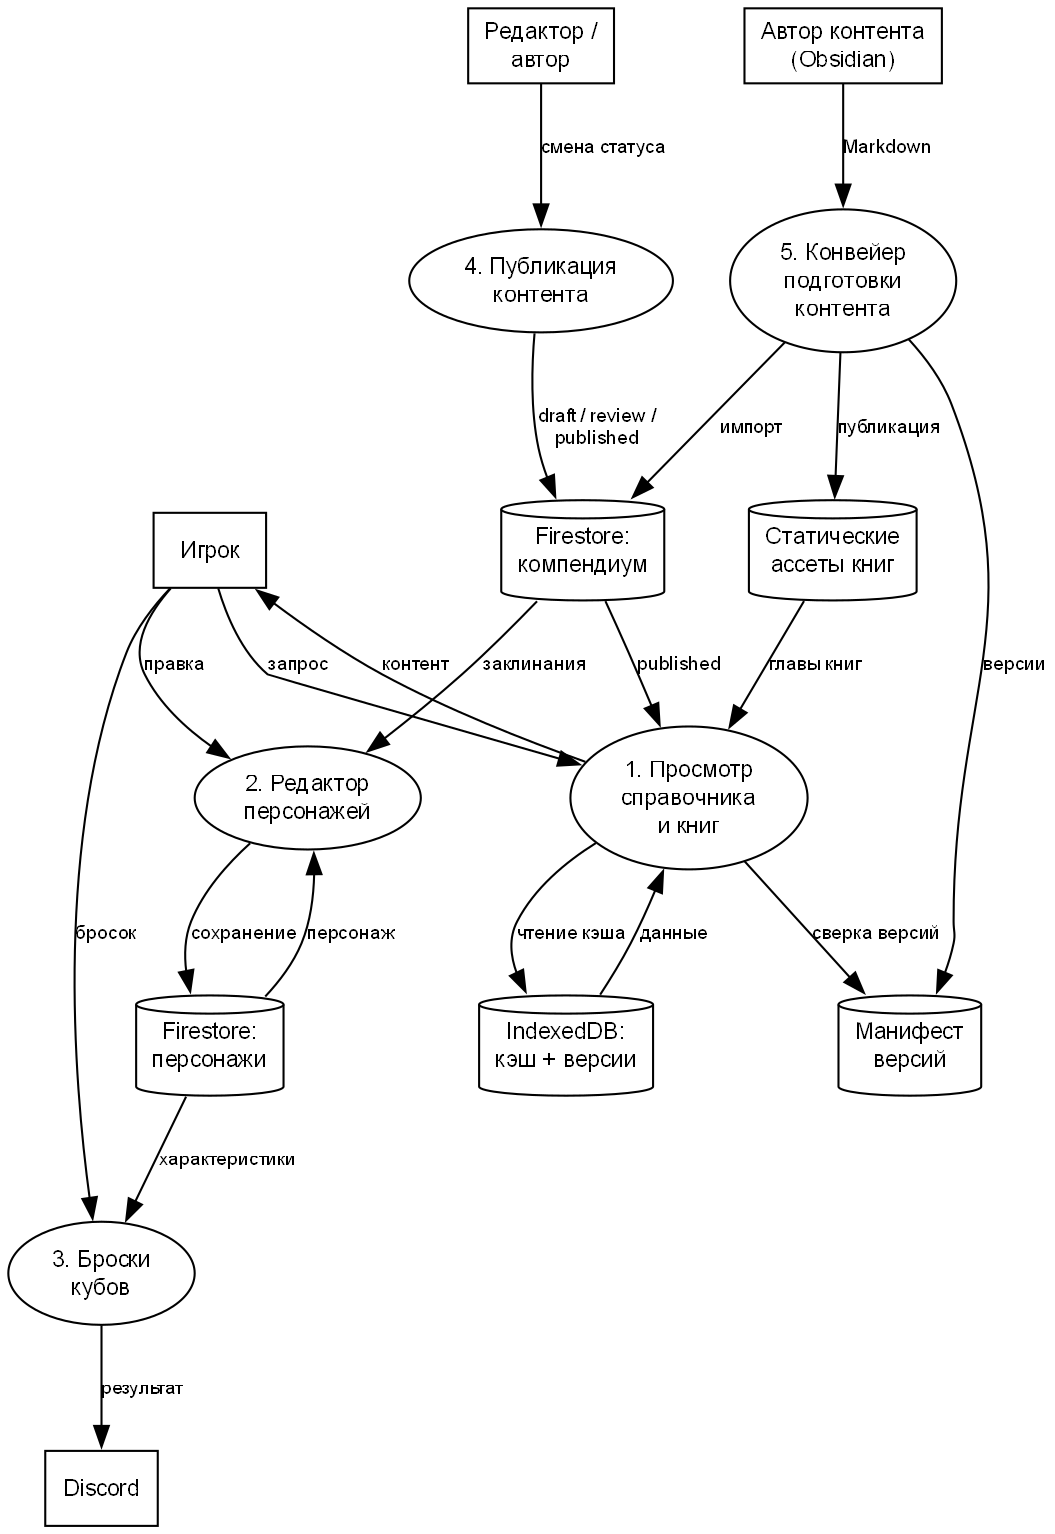 Редактор /
автор
Автор контента
(Obsidian)
смена статуса
Markdown
4. Публикация
контента
5. Конвейер
подготовки
контента
draft / review /
published
импорт
публикация
Игрок
Firestore:
компендиум
Статические
ассеты книг
правка
запрос
контент
заклинания
published
главы книг
версии
2. Редактор
персонажей
1. Просмотр
справочника
и книг
бросок
сохранение
персонаж
чтение кэша
данные
сверка версий
Firestore:
персонажи
IndexedDB:
кэш + версии
Манифест
версий
характеристики
3. Броски
кубов
результат
Discord